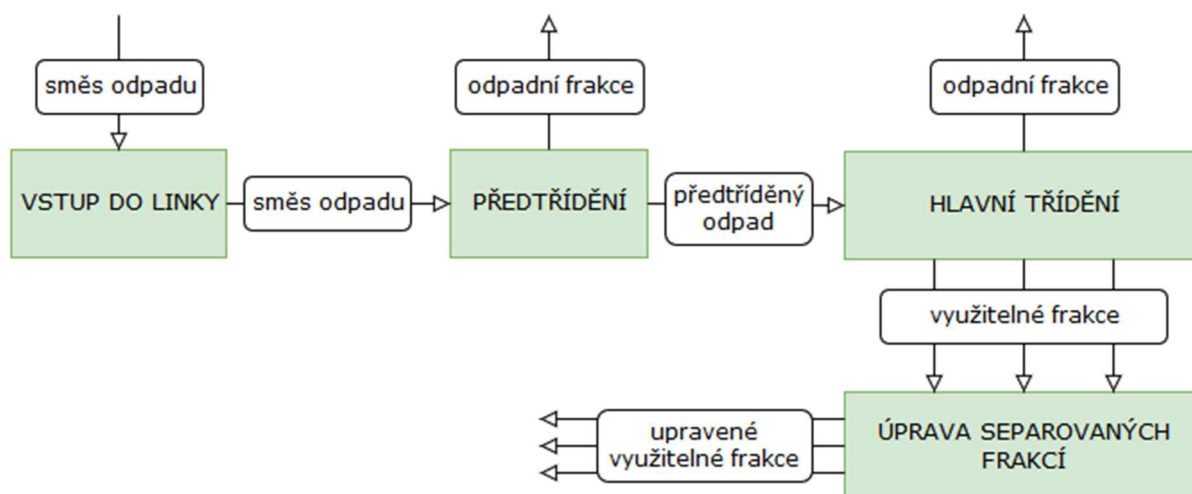 směs odpadu
odpadní frakce
odpadní frakce
VSTUP DO LINKY
směs odpadu
PŘEDTŘÍDĚNÍ
předtříděný
odpad
HLAVNÍ TŘÍDĚNÍ
využitelné frakce
upravené
využitelné frakce
ÚPRAVA SEPAROVANÝCH
FRAKCÍ